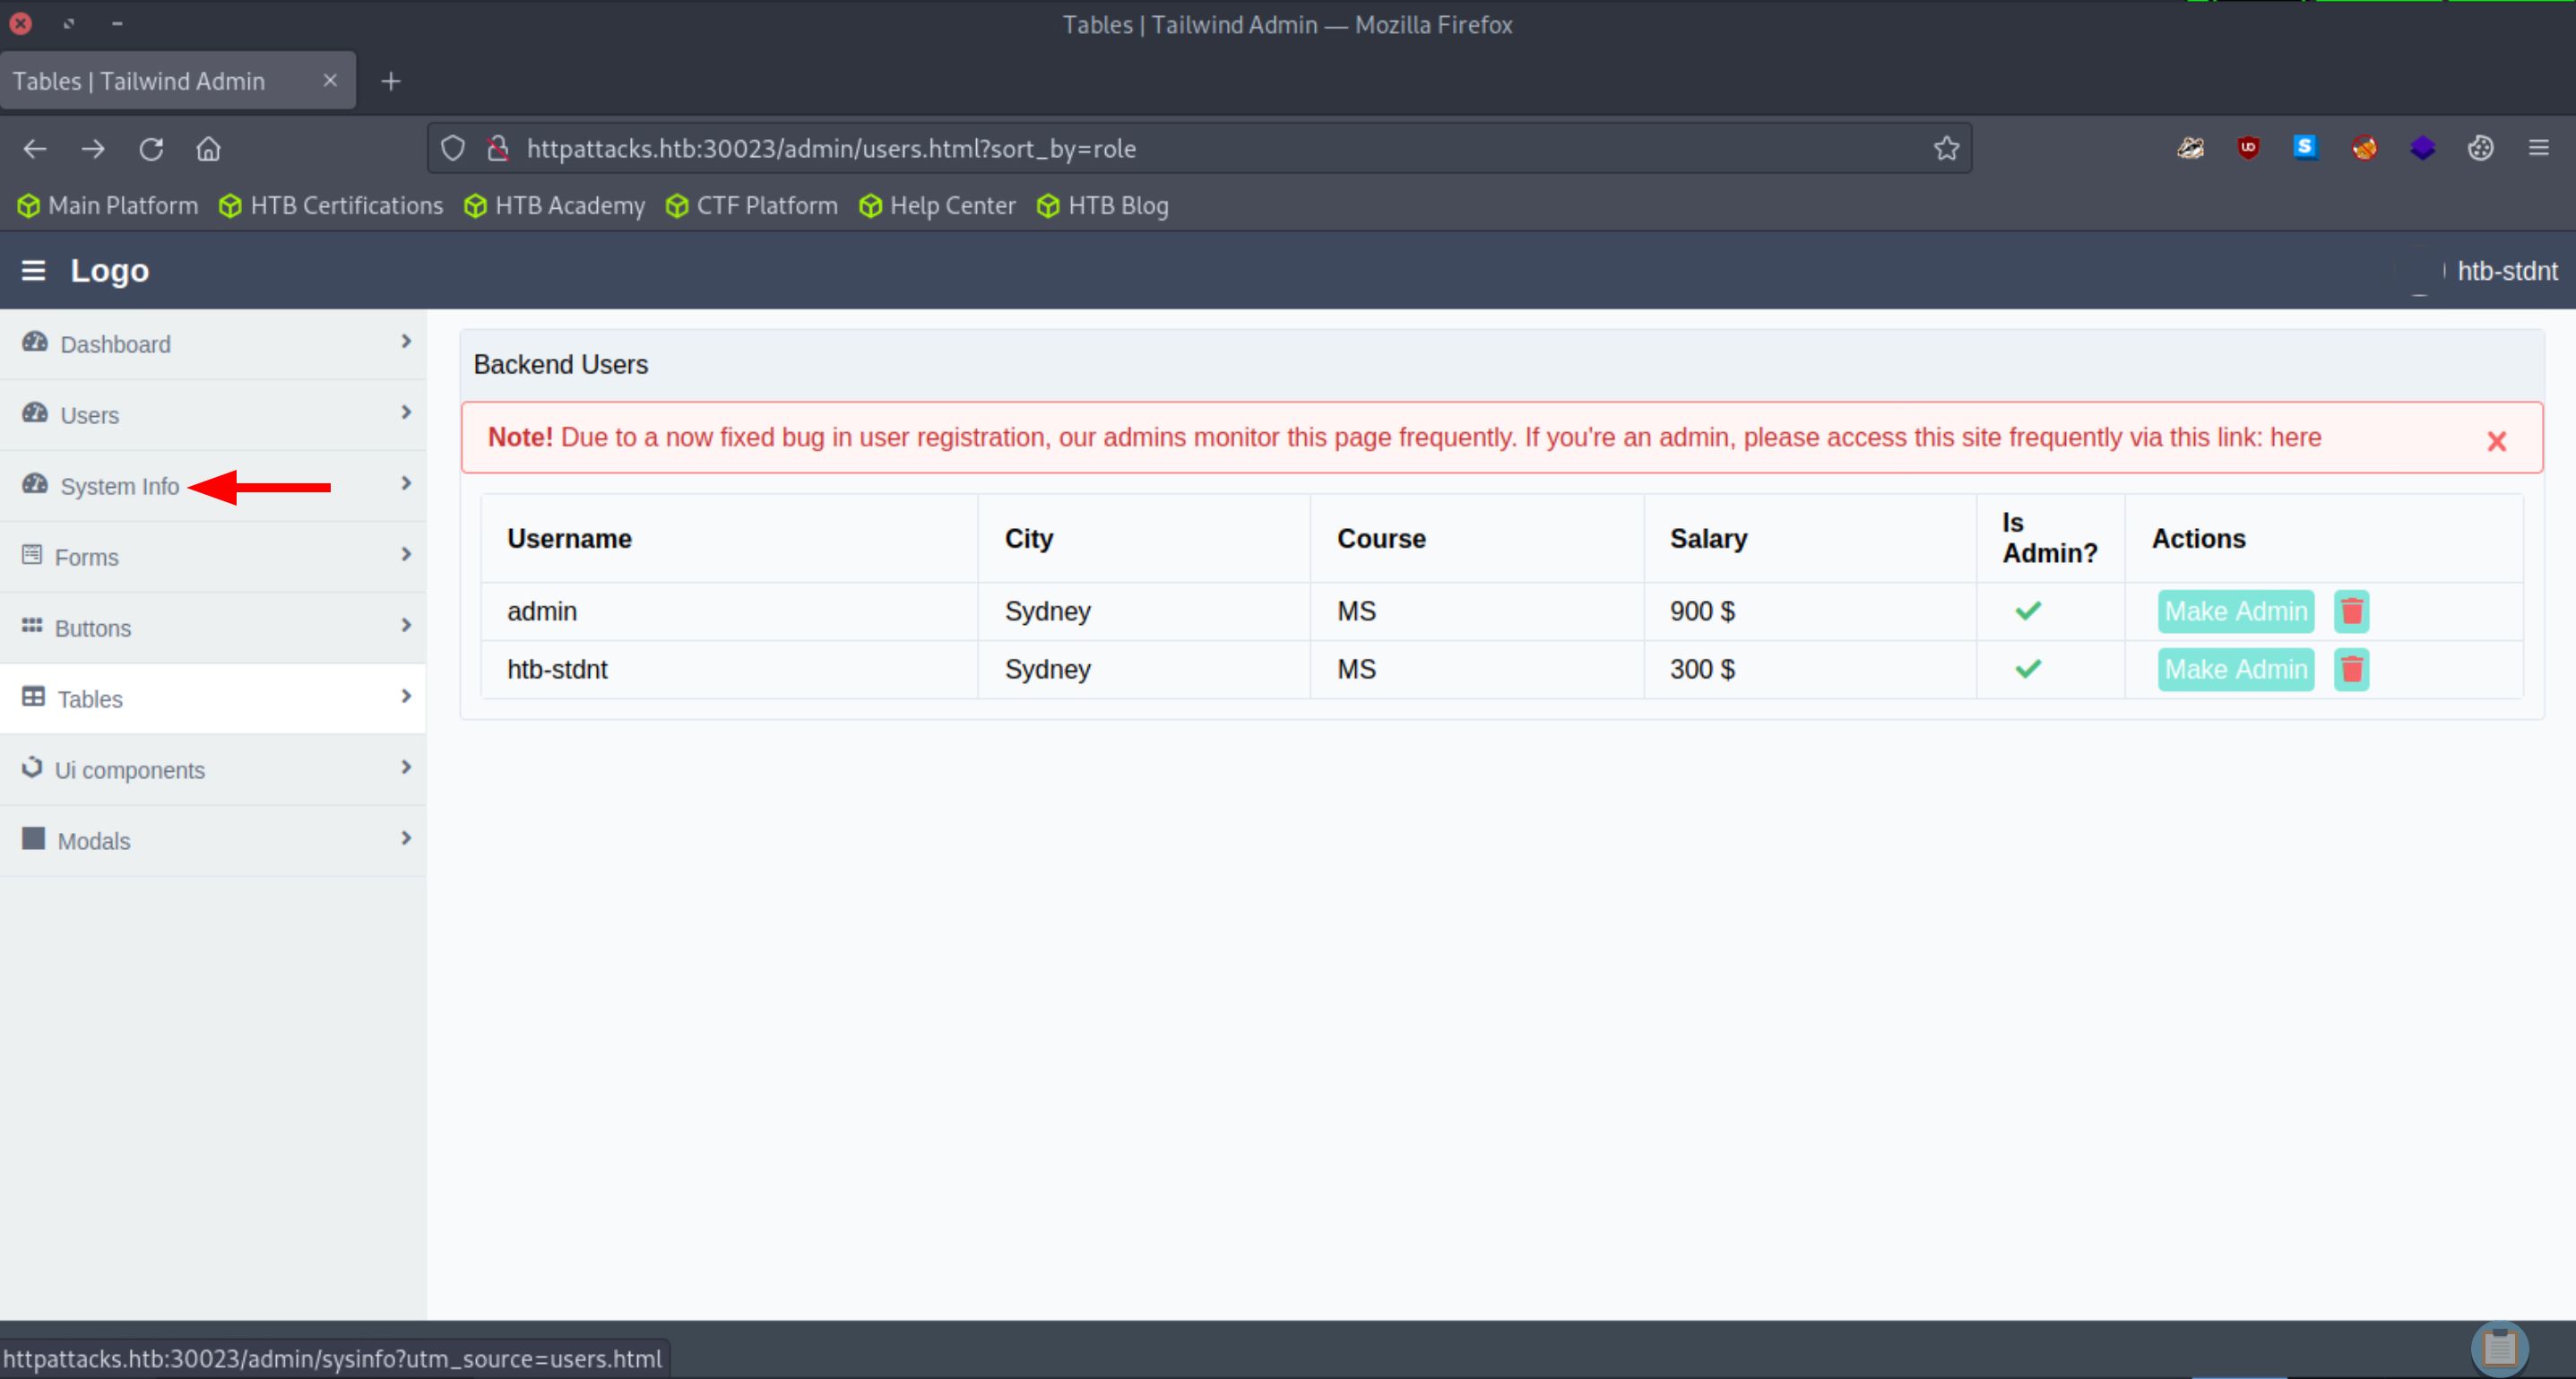 Tables | Tailwind Admin — Mozilla Firefox
Tables | Tailwind Admin
httpattacks.htb:30023/admin/users.html?sort_by=role
Main Platform HTB Certifications HTB Academy CTF Platform Help Center HTB Blog
Logo htb-stdnt
Dashboard
Users
System Info
Forms
Buttons
Tables
Ui components
Modals
Backend Users
Note! Due to a now fixed bug in user registration, our admins monitor this page frequently. If you're an admin, please access this site frequently via this link: here
Username City Course Salary Is Admin? Actions
admin Sydney MS 900 $ Make Admin
htb-stdnt Sydney MS 300 $ Make Admin
httpattacks.htb:30023/admin/sysinfo?utm_source=users.html